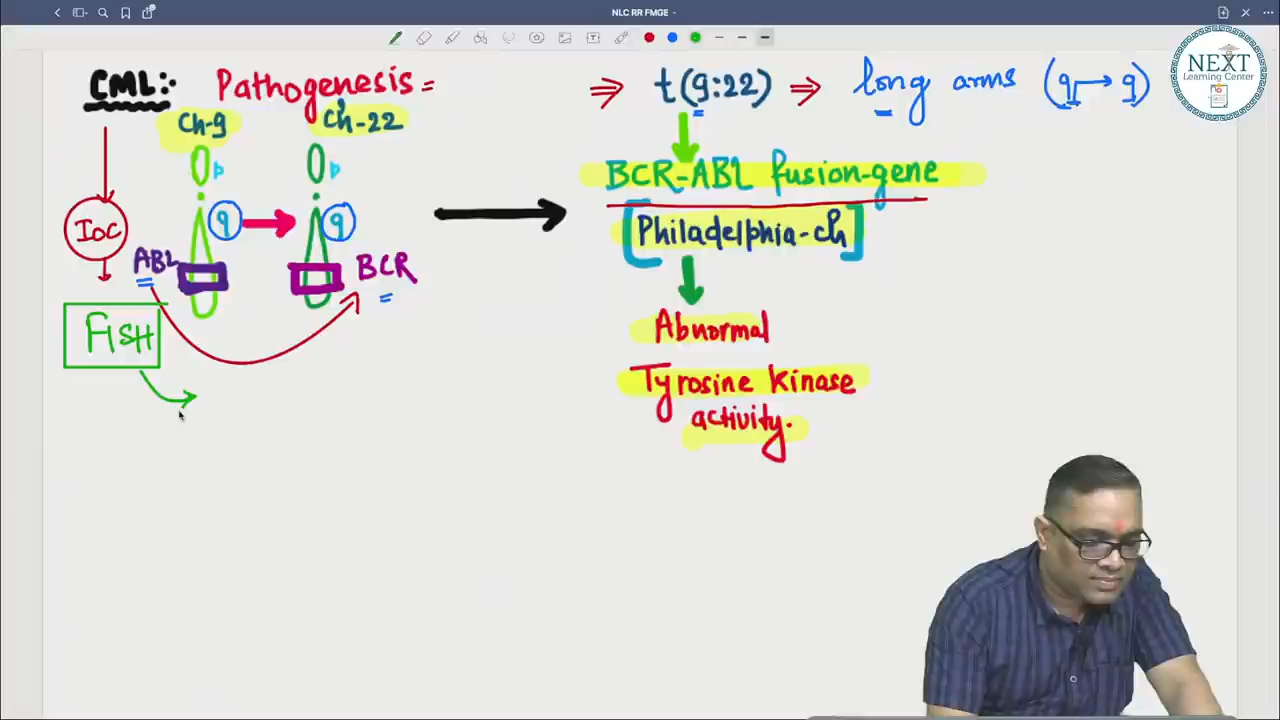 NLC RR FMGE
NEXT
Learning Center
CML:- Pathogenesis = ⇒ t(9:22) ⇒ long arms (q → q)
Ch-9 Ch-22
p p
BCR-ABL fusion-gene
IOC
q q
[Philadelphia-ch]
ABL BCR
FISH
Abnormal
Tyrosine kinase
activity.